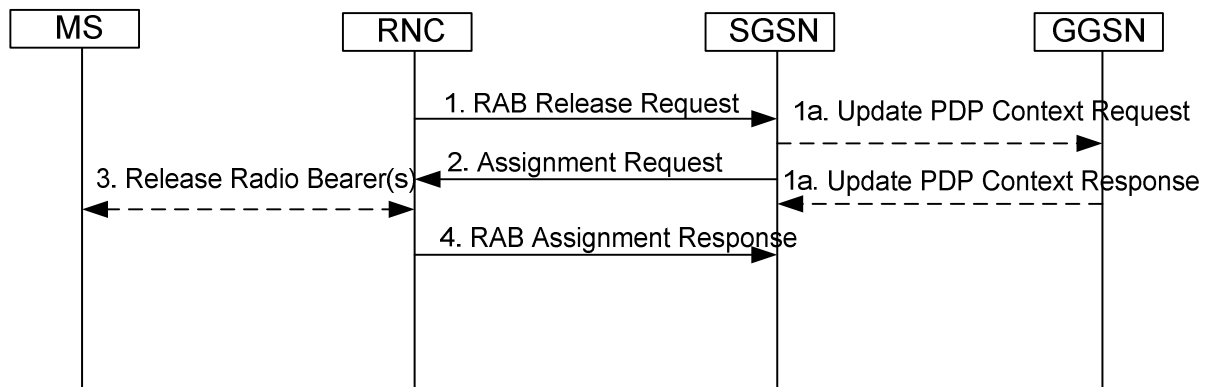 MS
RNC
SGSN
GGSN
1. RAB Release Request
1a. Update PDP Context Request
2. Assignment Request
3. Release Radio Bearer(s)
1a. Update PDP Context Response
4. RAB Assignment Response